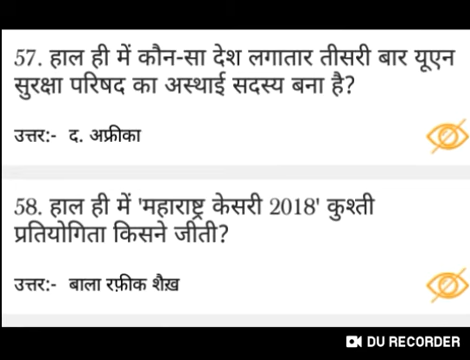 57. हाल ही में कौन-सा देश लगातार तीसरी बार यूएन
सुरक्षा परिषद का अस्थाई सदस्य बना है?
उत्तर:- द. अफ्रीका
58. हाल ही में 'महाराष्ट्र केसरी 2018' कुश्ती
प्रतियोगिता किसने जीती?
उत्तर:- बाला रफ़ीक शैख़
DU RECORDER